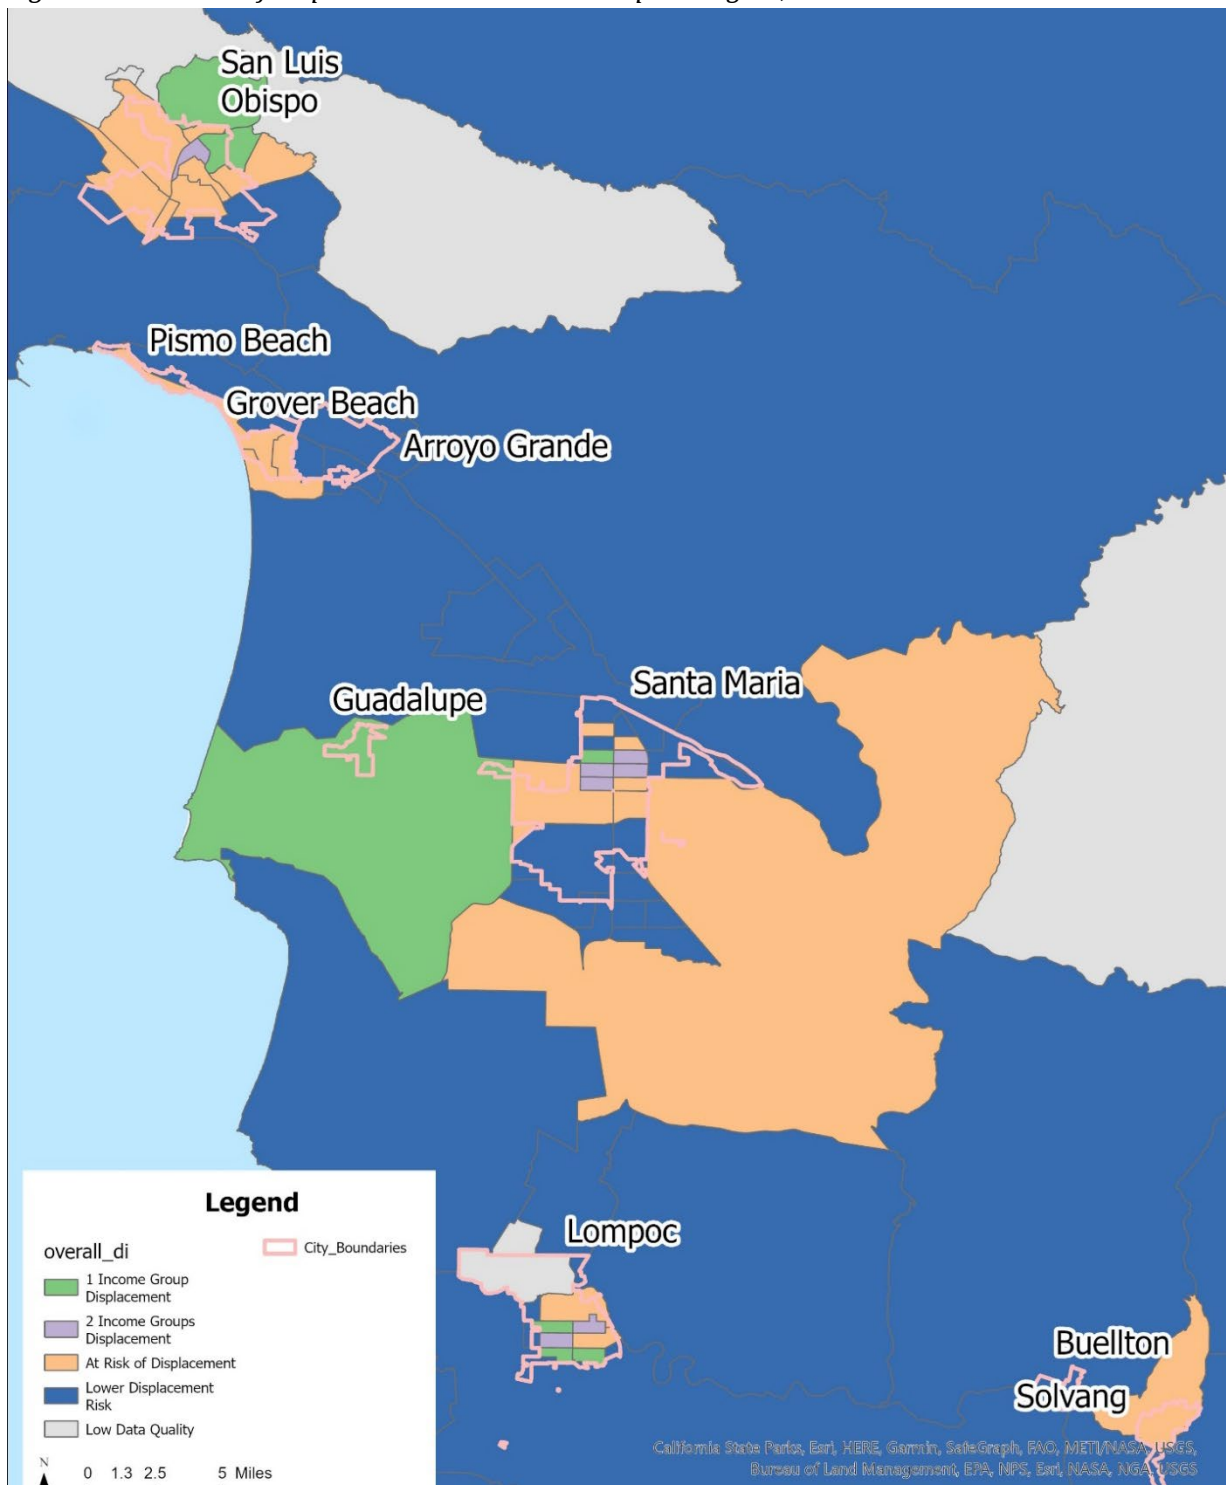 San Luis
Obispo
Pismo Beach
Grover Beach
Arroyo Grande
Santa Maria
Guadalupe
Lompoc
Buellton
Solvang
Legend
overall_di
City_Boundaries
1 Income Group
Displacement
2 Income Groups
Displacement
At Risk of Displacement
Lower Displacement
Risk
Low Data Quality
N
0 1.3 2.5 5 Miles
California State Parks, Esri, HERE, Garmin, SafeGraph, FAO, METI/NASA, USGS,
Bureau of Land Management, EPA, NPS, Esri, NASA, NGA, USGS